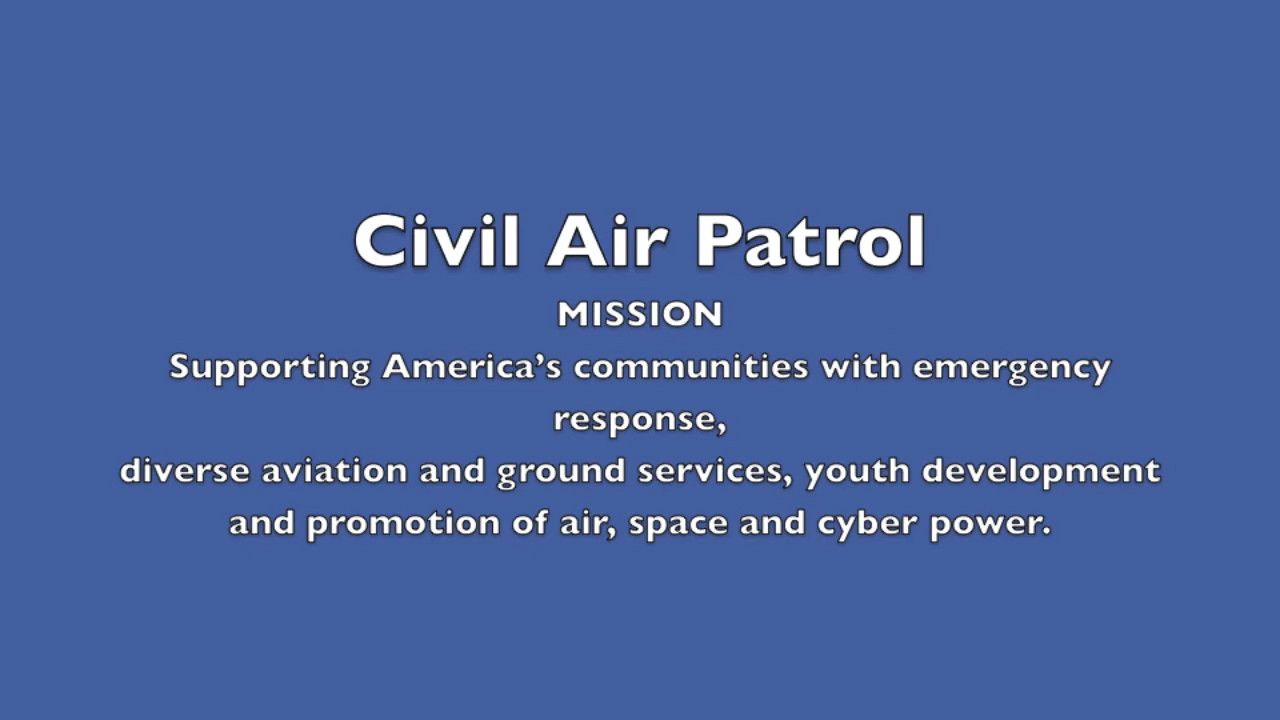 Civil Air Patrol
MISSION
Supporting America’s communities with emergency
response,
diverse aviation and ground services, youth development
and promotion of air, space and cyber power.